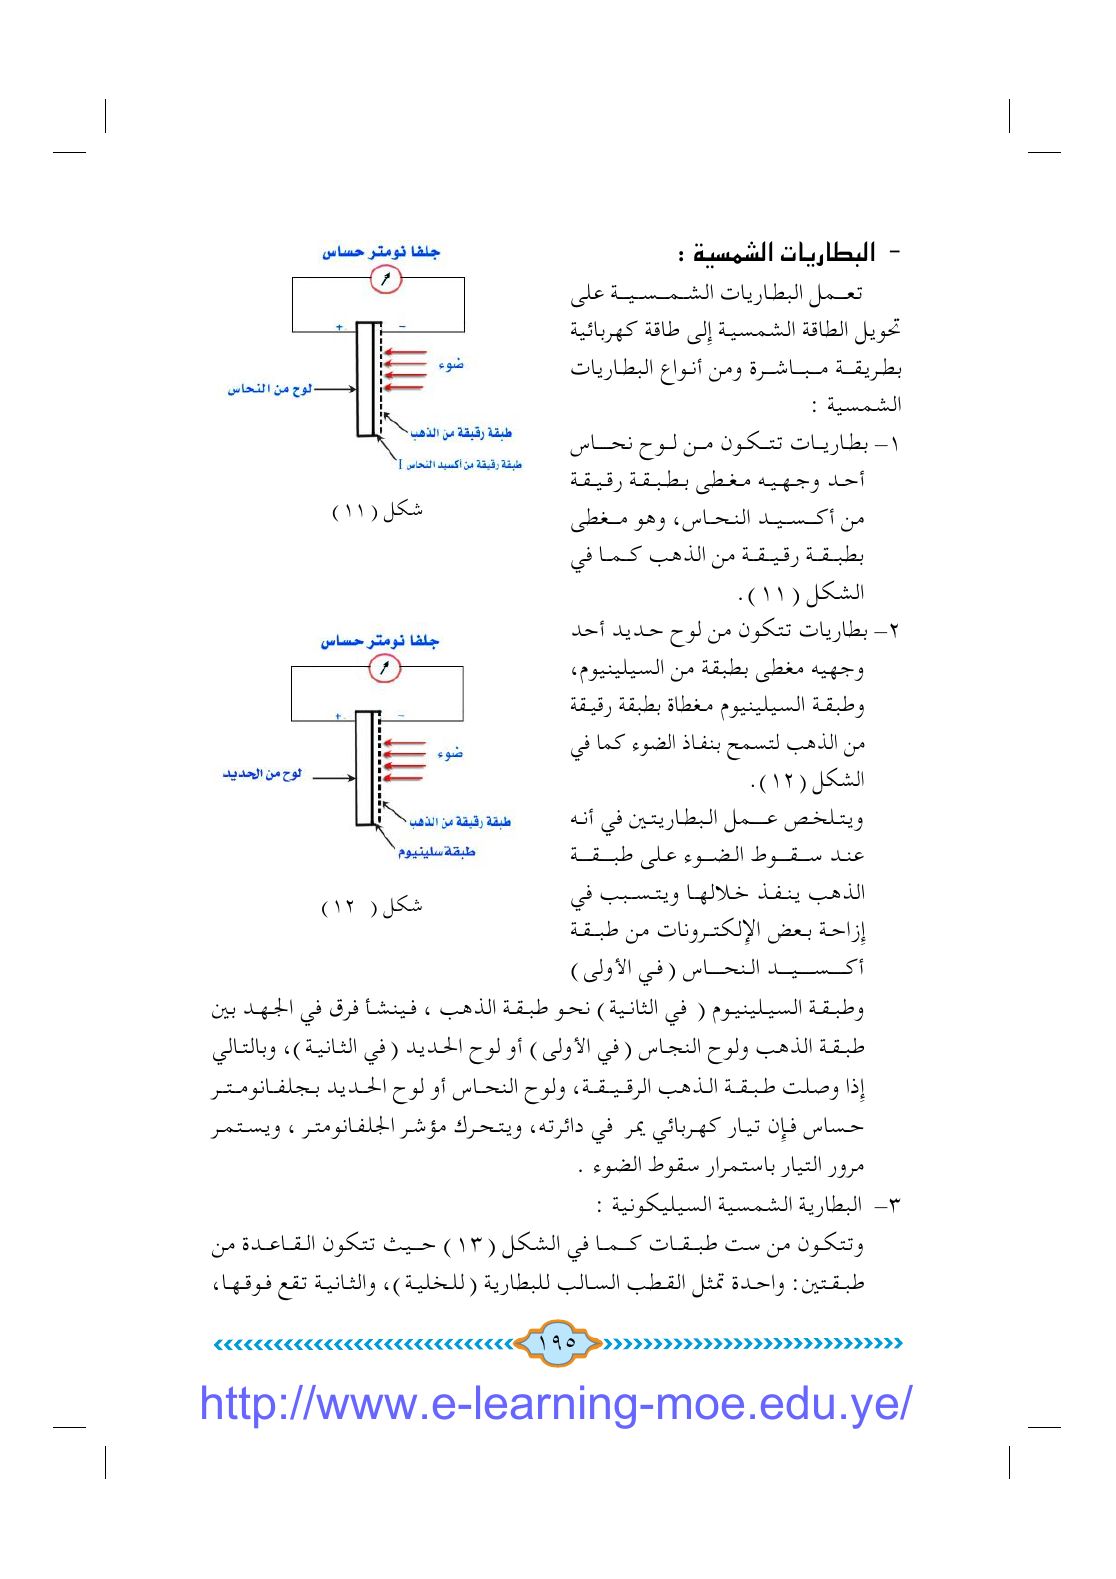 - البطاريات الشمسية :
تعمل البطاريات الشمسية على
تحويل الطاقة الشمسية إلى طاقة كهربائية
بطريقة مباشرة ومن أنواع البطاريات
الشمسية :
١– بطاريات تتكون من لوح نحاس
أحد وجهيه مغطى بطبقة رقيقة
من أكسيد النحاس، وهو مغطى
بطبقة رقيقة من الذهب كما في
الشكل (١١).
جلفا نومتر حساس
+
-
ضوء
لوح من النحاس
طبقة رقيقة من الذهب
طبقة رقيقة من أكسيد النحاس I
شكل (١١)
٢– بطاريات تتكون من لوح حديد أحد
وجهيه مغطى بطبقة من السيلينيوم،
وطبقة السيلينيوم مغطاة بطبقة رقيقة
من الذهب لتسمح بنفاذ الضوء كما في
الشكل (١٢).
جلفا نومتر حساس
+
-
ضوء
لوح من الحديد
طبقة رقيقة من الذهب
طبقة سلينيوم
شكل ( ١٢)
ويتلخص عمل البطاريتين في أنه
عند سقوط الضوء على طبقة
الذهب ينفذ خلالها ويتسبب في
إزاحة بعض الإلكترونات من طبقة
أكسيد النحاس (في الأولى)
وطبقة السيلينيوم ( في الثانية) نحو طبقة الذهب ، فينشأ فرق في الجهد بين
طبقة الذهب ولوح النجاس (في الأولى) أو لوح الحديد (في الثانية)، وبالتالي
إذا وصلت طبقة الذهب الرقيقة، ولوح النحاس أو لوح الحديد بجلفانومتر
حساس فإن تيار كهربائي يمر في دائرته، ويتحرك مؤشر الجلفانومتر ، ويستمر
مرور التيار باستمرار سقوط الضوء .
٣– البطارية الشمسية السيليكونية :
وتتكون من ست طبقات كما في الشكل (١٣) حيث تتكون القاعدة من
طبقتين: واحدة تمثل القطب السالب للبطارية (للخلية)، والثانية تقع فوقها،
١٩٥
http://www.e-learning-moe.edu.ye/